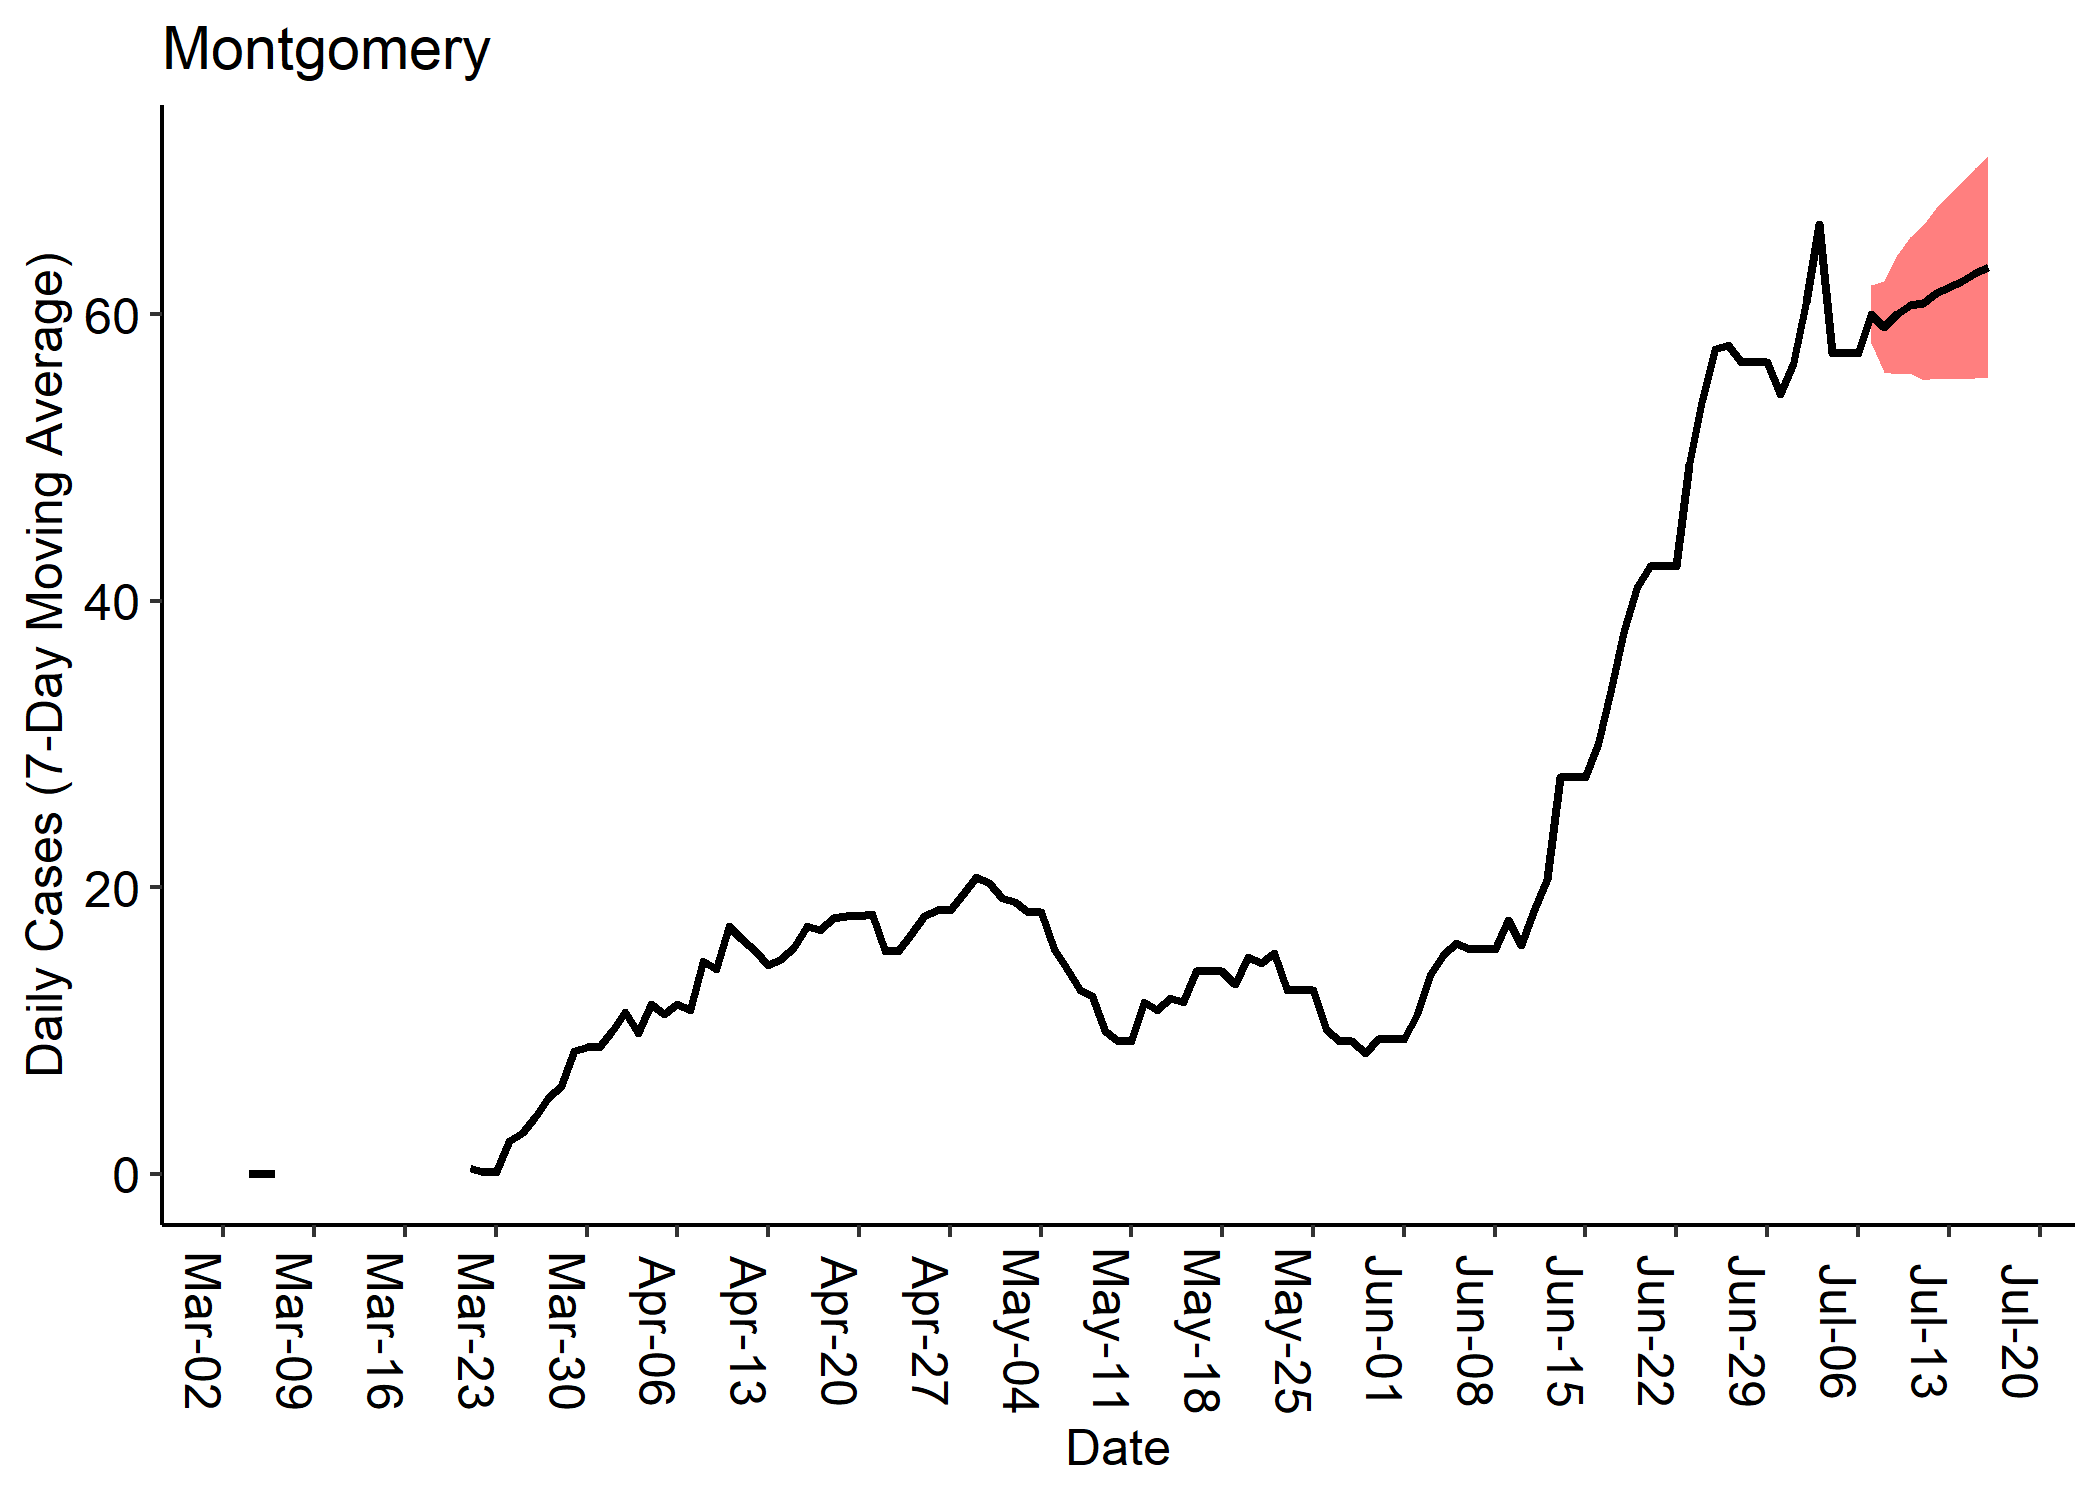 Montgomery
Daily Cases (7-Day Moving Average)
60
40
20
0
Mar-02
Mar-09
Mar-16
Mar-23
Mar-30
Apr-06
Apr-13
Apr-20
Apr-27
May-04
May-11
May-18
May-25
Jun-01
Jun-08
Jun-15
Jun-22
Jun-29
Jul-06
Jul-13
Jul-20
Date